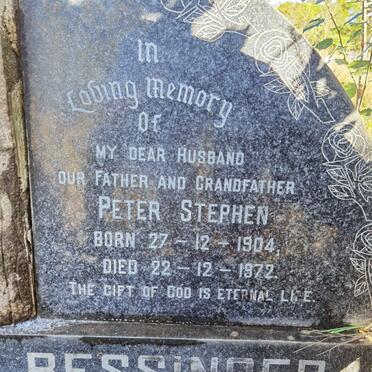 In
Loving Memory
Of
MY DEAR HUSBAND
OUR FATHER AND GRANDFATHER
PETER STEPHEN
BORN 27-12-1904,
DIED 22-12-1972.
THE GIFT OF GOD IS ETERNAL LIFE.
BESSINGER